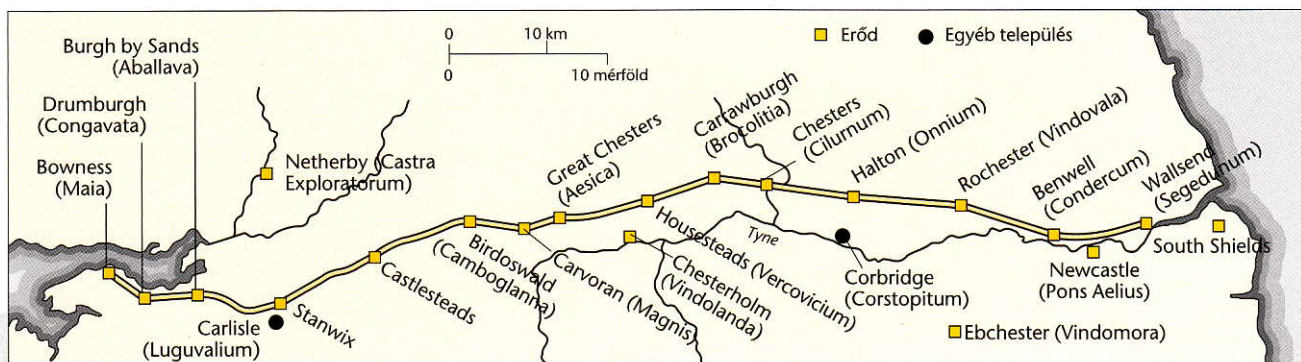 Burgh by Sands
(Aballava)
Drumburgh
(Congavata)
Bowness
(Maia)
Netherby (Castra
Exploratorum)
0 10 km
0 10 mérföld
Erőd
Egyéb település
Carlisle
(Luguvalium)
Stanwix
Castlesteads
Birdoswald
(Camboglanna)
Carvoran (Magnis)
Great Chesters
(Aesica)
Housesteads (Vercovicium)
Chesterholm
(Vindolanda)
Carrawburgh
(Brocolitia)
Chesters
(Cilurnum)
Tyne
Halton (Onnium)
Corbridge
(Corstopitum)
Rochester (Vindovala)
Benwell
(Condercum)
Wallsend
(Segedunum)
Newcastle
(Pons Aelius)
South Shields
Ebchester (Vindomora)